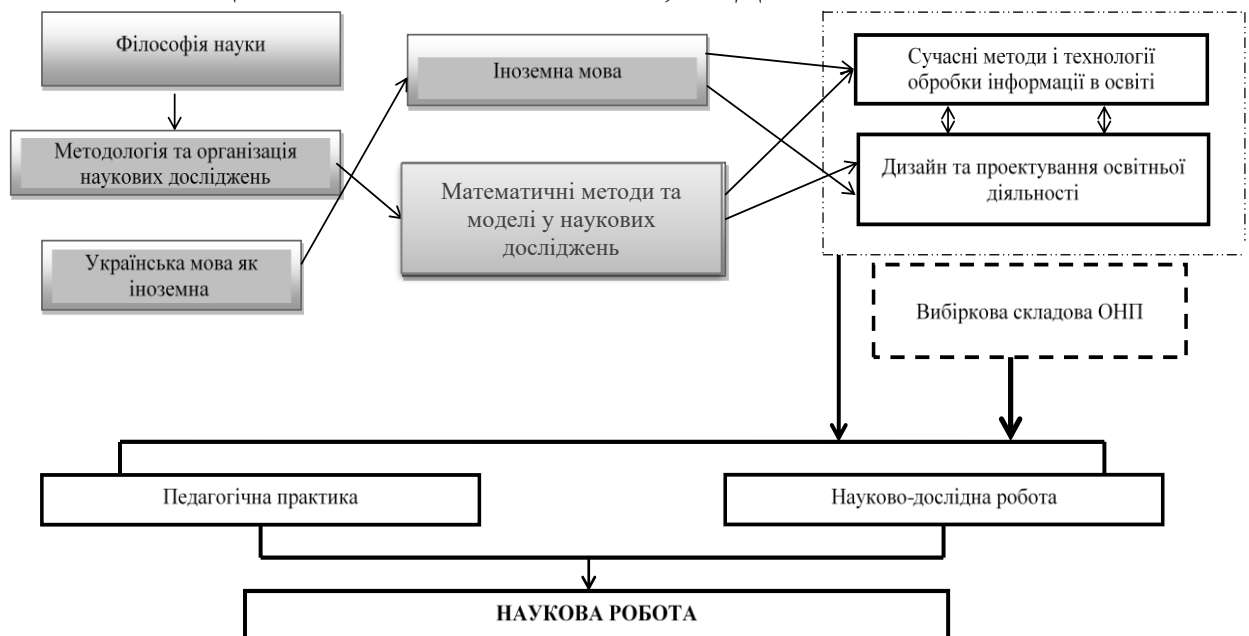 Філософія науки
Методологія та організація
наукових досліджень
Українська мова як
іноземна
Іноземна мова
Математичні методи та
моделі у наукових
досліджень
Сучасні методи і технології
обробки інформації в освіті
Дизайн та проектування освітньої
діяльності
Вибіркова складова ОНП
Педагогічна практика
Науково-дослідна робота
НАУКОВА РОБОТА